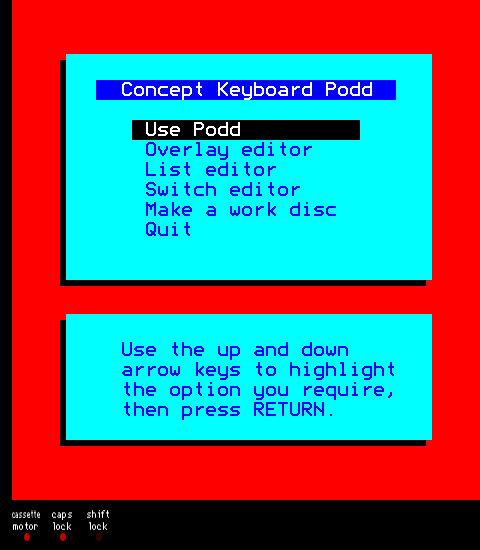 Concept Keyboard Podd
Use Podd
Overlay editor
List editor
Switch editor
Make a work disc
Quit
Use the up and down
arrow keys to highlight
the option you require,
then press RETURN.
cassette caps shift
motor lock lock